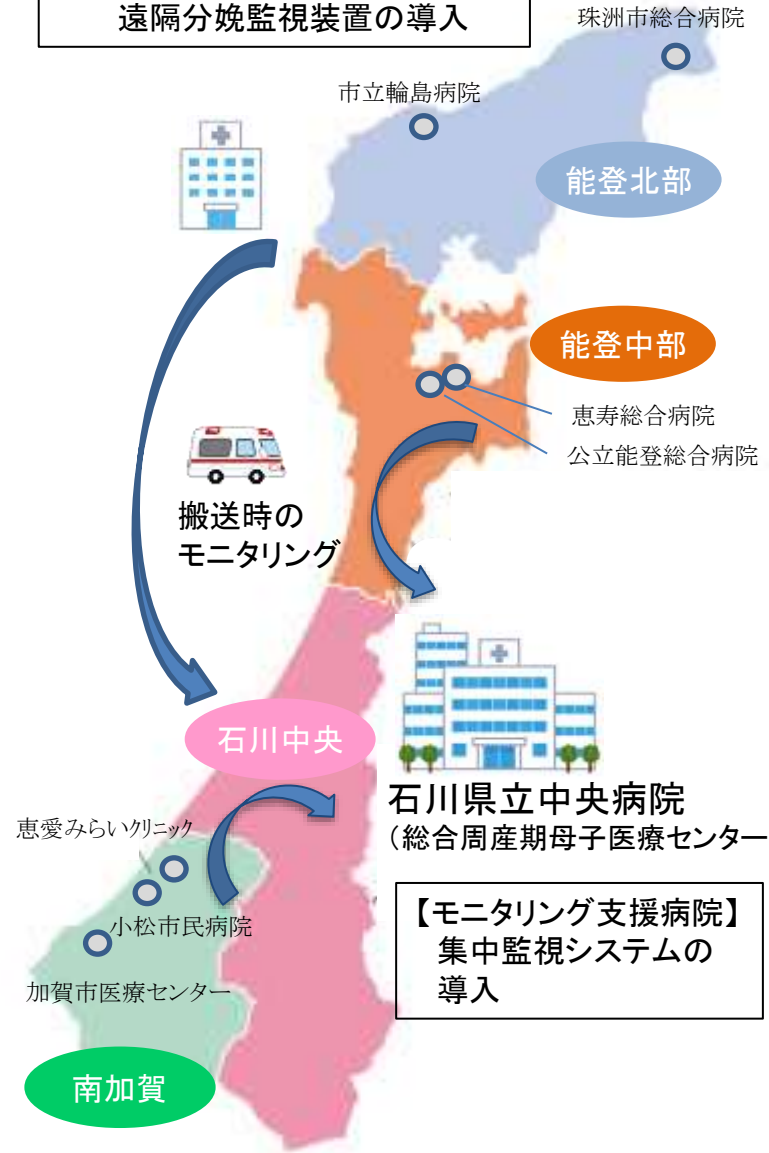 遠隔分娩監視装置の導入
珠洲市総合病院
市立輪島病院
能登北部
能登中部
恵寿総合病院
公立能登総合病院
搬送時の
モニタリング
石川中央
石川県立中央病院
（総合周産期母子医療センター
恵愛みらいクリニック
小松市民病院
加賀市医療センター
【モニタリング支援病院】
集中監視システムの
導入
南加賀